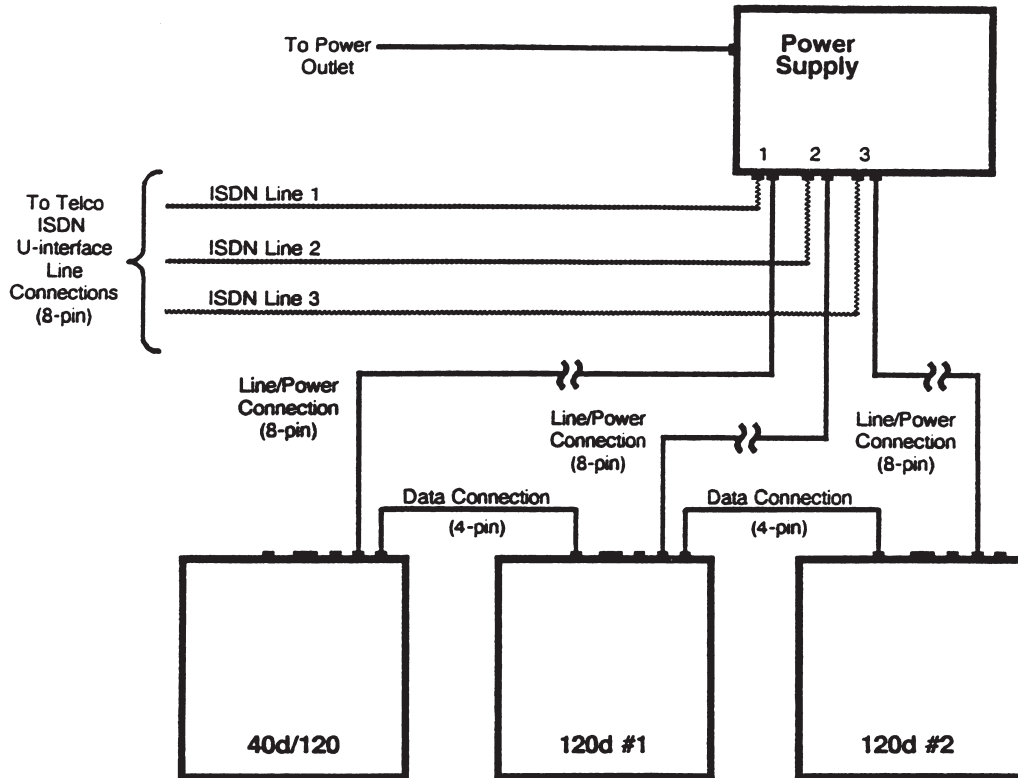 To Power
Outlet
Power
Supply
1 2 3
To Telco
ISDN
U-interface
Line
Connections
(8-pin)
ISDN Line 1
ISDN Line 2
ISDN Line 3
Line/Power
Connection
(8-pin)
Line/Power
Connection
(8-pin)
Line/Power
Connection
(8-pin)
Data Connection
(4-pin)
Data Connection
(4-pin)
40d/120
120d #1
120d #2